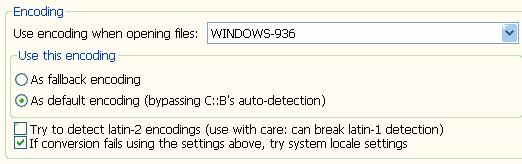 Encoding
Use encoding when opening files: WINDOWS-936
Use this encoding
As fallback encoding
As default encoding (bypassing C::B's auto-detection)
Try to detect latin-2 encodings (use with care: can break latin-1 detection)
If conversion fails using the settings above, try system locale settings